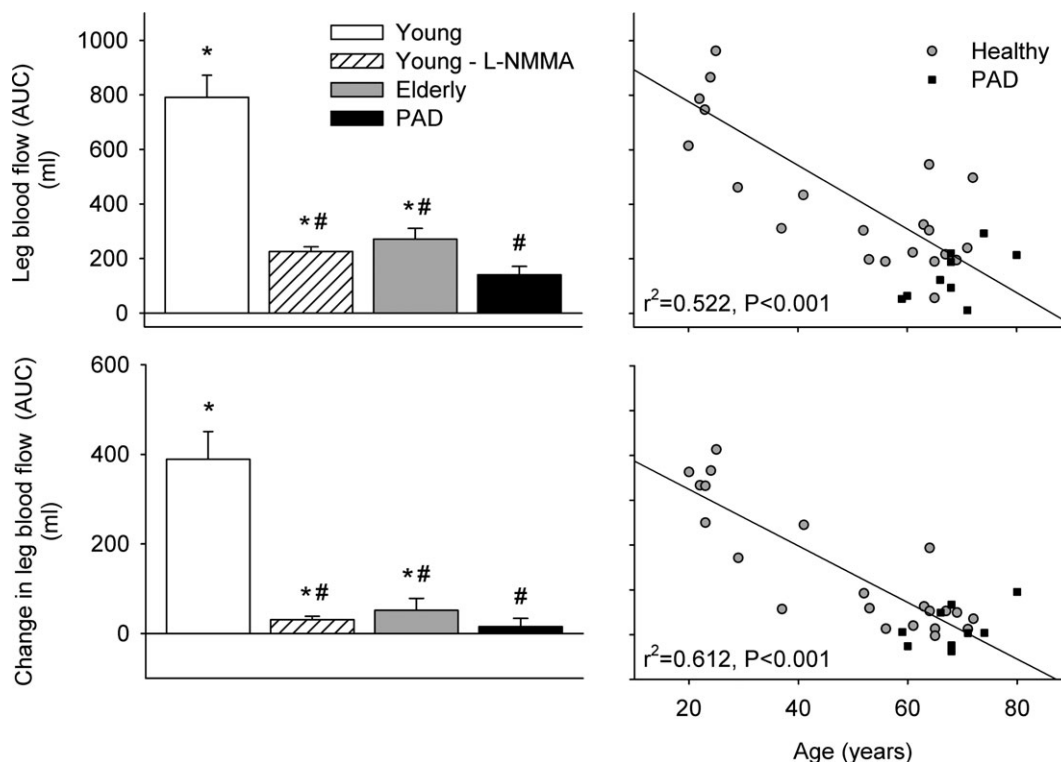 Leg blood flow (AUC)
(ml)
1000
800
600
400
200
0
*
*#
*#
#
Young
Young - L-NMMA
Elderly
PAD
Healthy
PAD
r²=0.522, P<0.001
Change in leg blood flow (AUC)
(ml)
600
400
200
0
*
*#
*#
#
r²=0.612, P<0.001
20
40
60
80
Age (years)